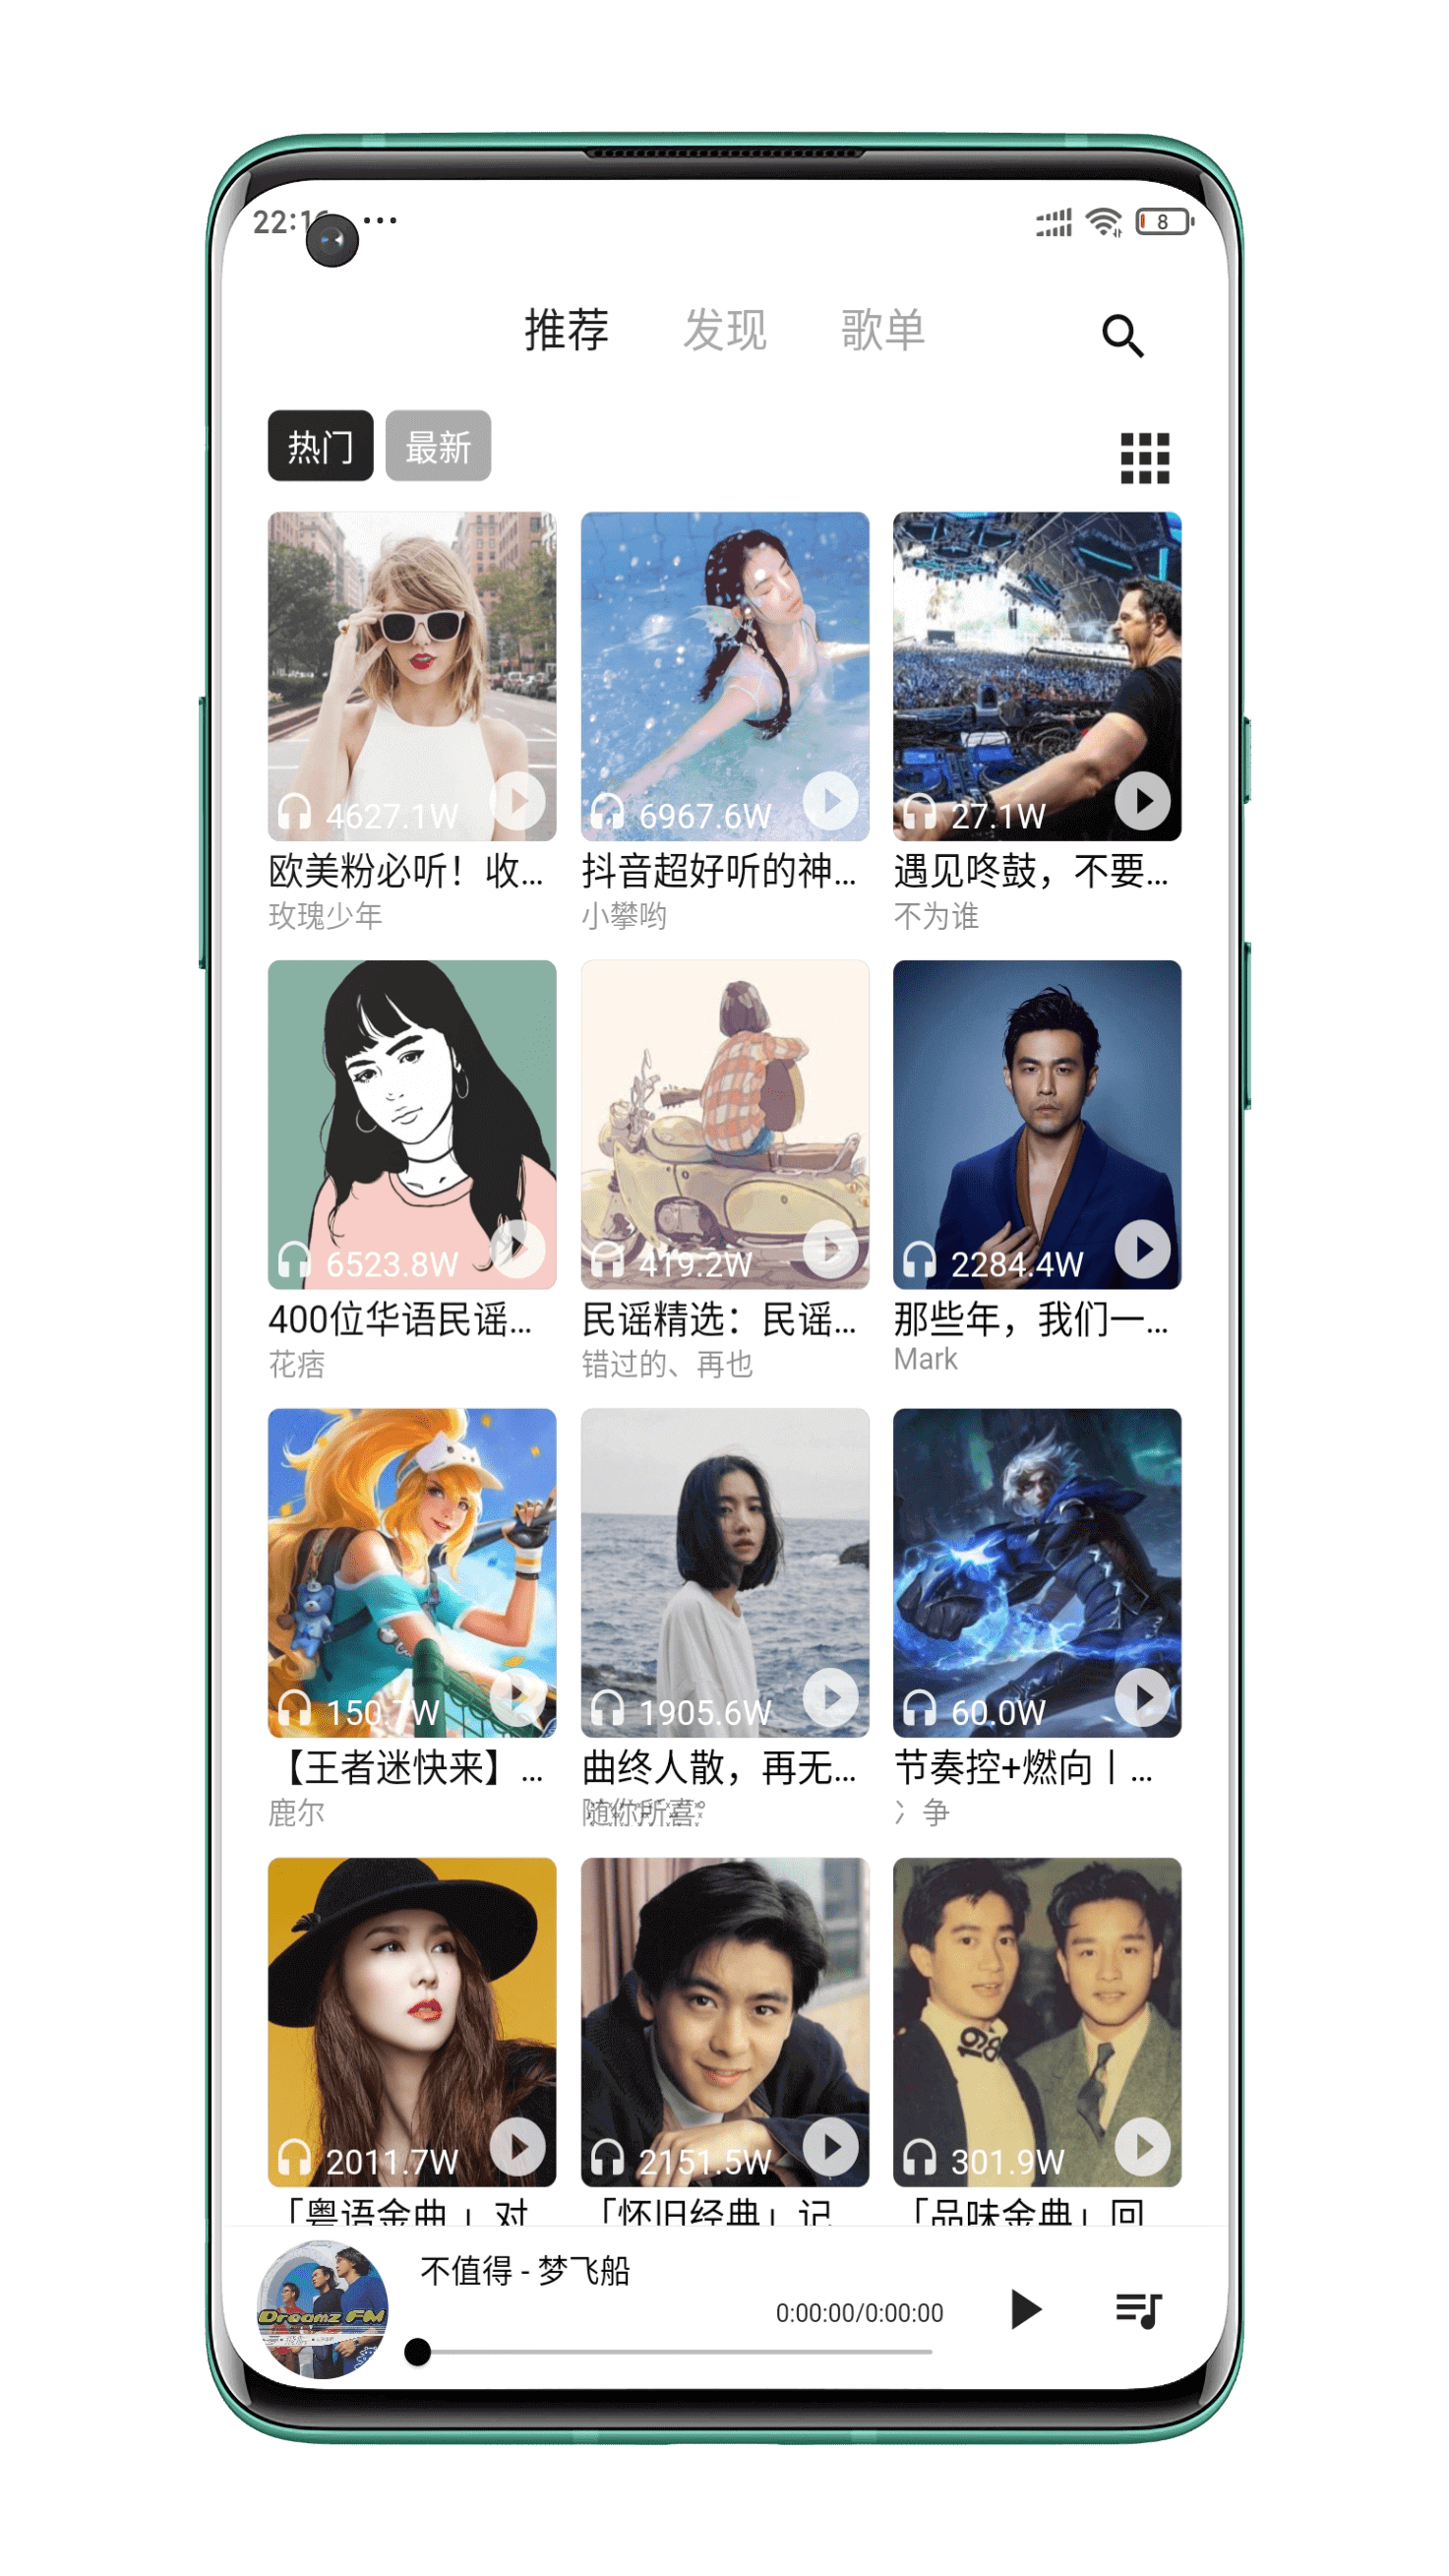 推荐 发现 歌单
8
热门 最新
4627.1W 6967.6W 27.1W
欧美粉必听！收... 抖音超好听的神... 遇见咚鼓，不要...
玫瑰少年 小攀哟 不为谁
6523.8W 419.2W 2284.4W
400位华语民谣... 民谣精选：民谣... 那些年，我们一...
花痞 错过的、再也 Mark
150.7W 1905.6W 60.0W
【王者迷快来】... 曲终人散，再无... 节奏控+燃向丨...
鹿尔 随你所喜 冫争
198
2011.7W 2151.5W 301.9W
「粤语金曲」对 「怀旧经典」记 「品味金典」回
不值得 - 梦飞船
Dreamz FM
0:00:00/0:00:00